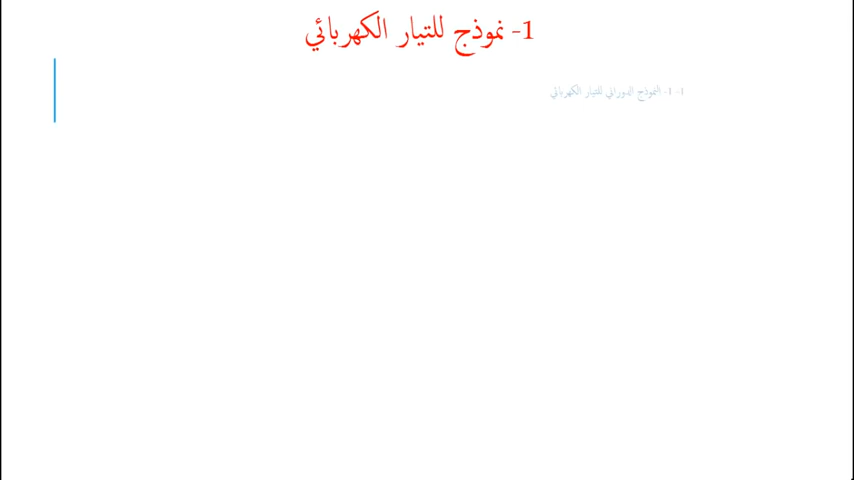 1- نموذج للتيار الكهربائي
1-1- النموذج الدوراني للتيار الكهربائي